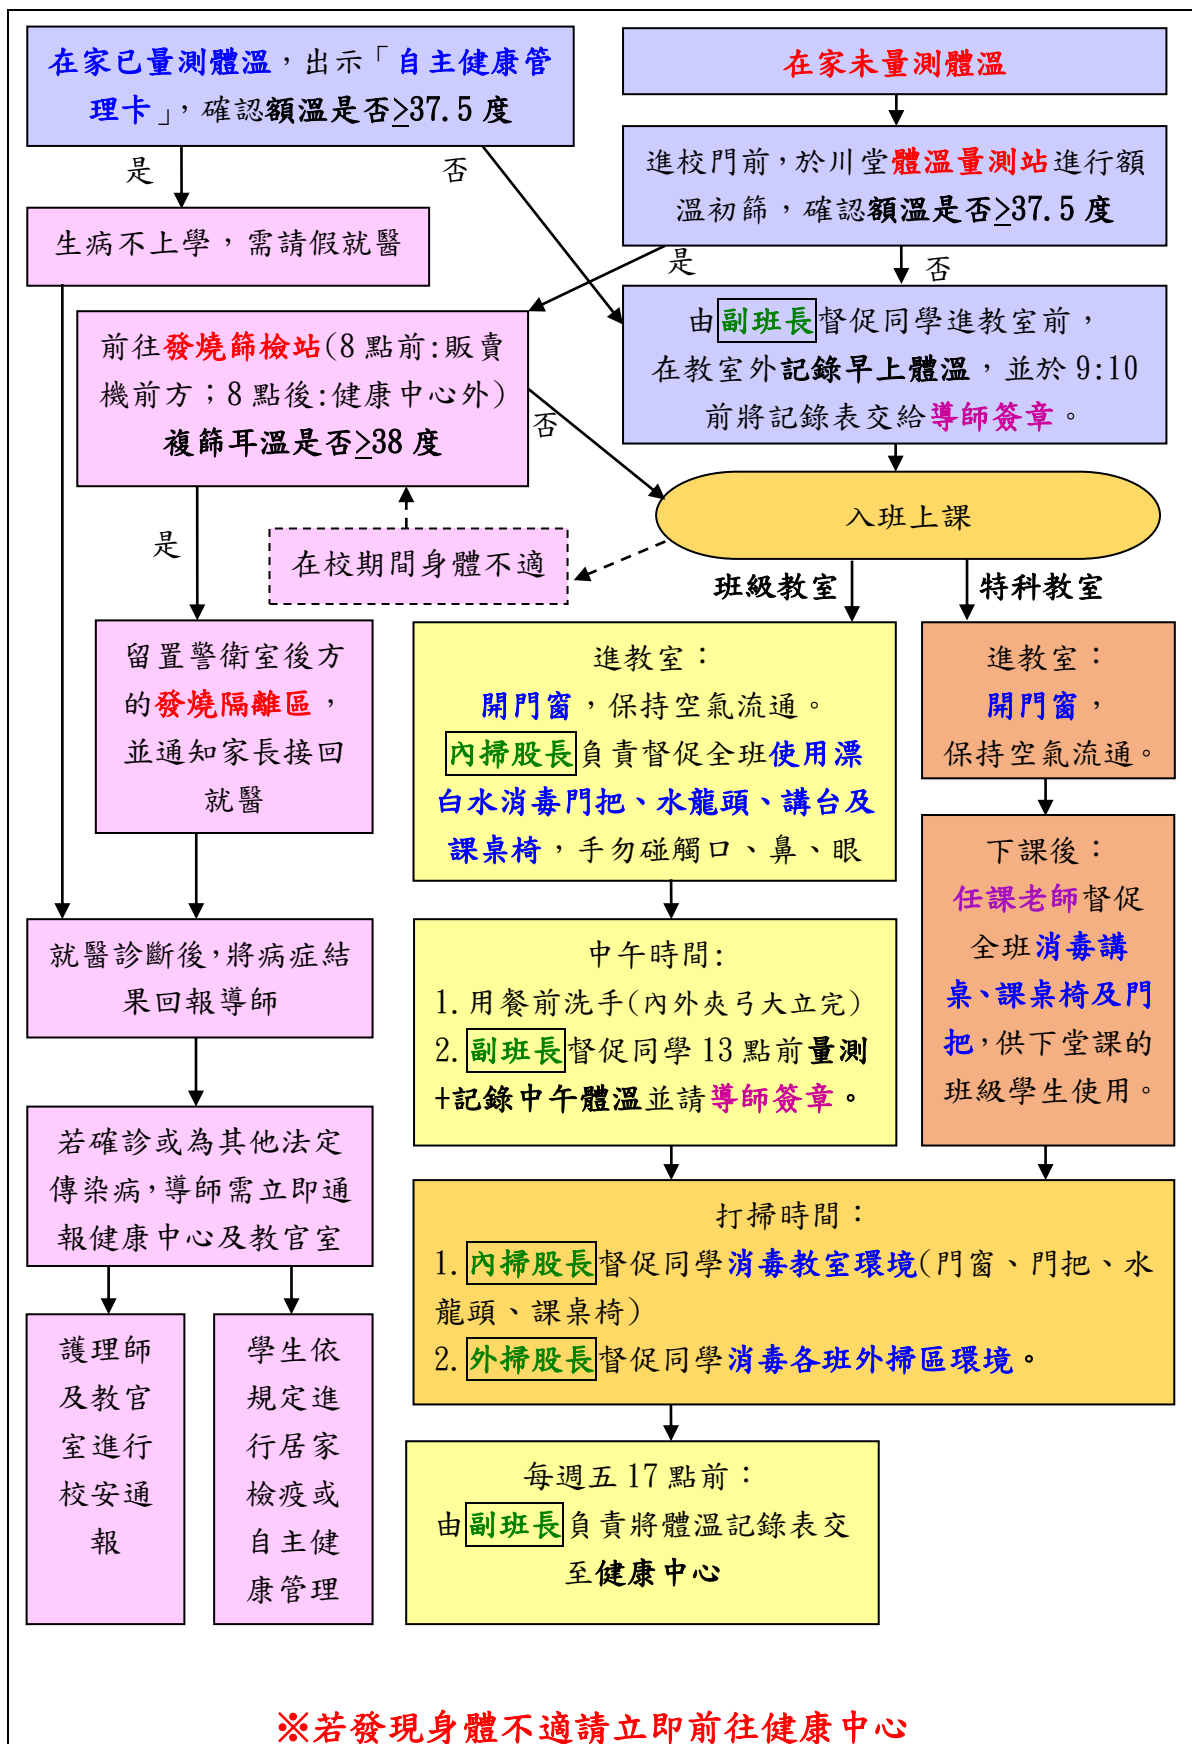 在家已量測體溫，出示「自主健康管
理卡」，確認額溫是否≥37.5 度
在家未量測體溫
是
否
進校門前，於川堂體溫量測站進行額
溫初篩，確認額溫是否≥37.5 度
生病不上學，需請假就醫
是
否
前往發燒篩檢站(8 點前:販賣
機前方；8 點後:健康中心外)
複篩耳溫是否≥38 度
由副班長督促同學進教室前，
在教室外記錄早上體溫，並於 9:10
前將記錄表交給導師簽章。
否
入班上課
是
在校期間身體不適
班級教室
特科教室
留置警衛室後方
的發燒隔離區，
並通知家長接回
就醫
進教室：
開門窗，保持空氣流通。
內掃股長負責督促全班使用漂
白水消毒門把、水龍頭、講台及
課桌椅，手勿碰觸口、鼻、眼
進教室：
開門窗，
保持空氣流通。
下課後：
任課老師督促
全班消毒講
桌、課桌椅及門
把，供下堂課的
班級學生使用。
就醫診斷後，將病症結
果回報導師
中午時間:
1. 用餐前洗手(內外夾弓大立完)
2. 副班長督促同學 13 點前量測
+記錄中午體溫並請導師簽章。
若確診或為其他法定
傳染病，導師需立即通
報健康中心及教官室
打掃時間：
1. 內掃股長督促同學消毒教室環境(門窗、門把、水
龍頭、課桌椅)
2. 外掃股長督促同學消毒各班外掃區環境。
護理師
及教官
室進行
校安通
報
學生依
規定進
行居家
檢疫或
自主健
康管理
每週五 17 點前：
由副班長負責將體溫記錄表交
至健康中心
※若發現身體不適請立即前往健康中心